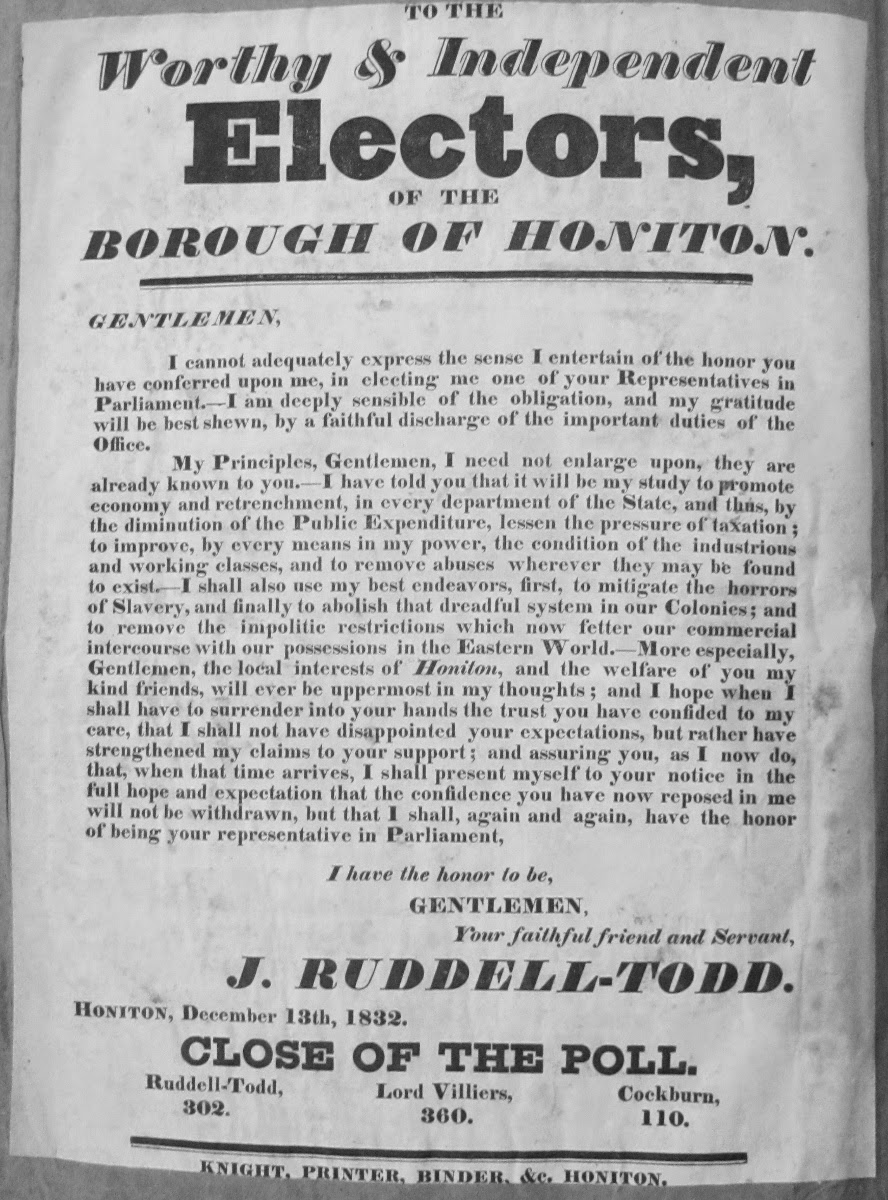 TO THE
Worthy & Independent
Electors,
OF THE
BOROUGH OF HONITON.
GENTLEMEN,
I cannot adequately express the sense I entertain of the honor you
have conferred upon me, in electing me one of your Representatives in
Parliament.—I am deeply sensible of the obligation, and my gratitude
will be best shewn, by a faithful discharge of the important duties of the
Office.
My Principles, Gentlemen, I need not enlarge upon, they are
already known to you.—I have told you that it will be my study to promote
economy and retrenchment, in every department of the State, and thus, by
the diminution of the Public Expenditure, lessen the pressure of taxation ;
to improve, by every means in my power, the condition of the industrious
and working classes, and to remove abuses wherever they may be found
to exist.—I shall also use my best endeavors, first, to mitigate the horrors
of Slavery, and finally to abolish that dreadful system in our Colonies; and
to remove the impolitic restrictions which now fetter our commercial
intercourse with our possessions in the Eastern World.—More especially,
Gentlemen, the local interests of Honiton, and the welfare of you my
kind friends, will ever be uppermost in my thoughts ; and I hope when I
shall have to surrender into your hands the trust you have confided to my
care, that I shall not have disappointed your expectations, but rather have
strengthened my claims to your support ; and assuring you, as I now do,
that, when that time arrives, I shall present myself to your notice in the
full hope and expectation that the confidence you have now reposed in me
will not be withdrawn, but that I shall, again and again, have the honor
of being your representative in Parliament,
I have the honor to be,
GENTLEMEN,
Your faithful friend and Servant,
J. RUDDELL-TODD.
HONITON, December 13th, 1832.
CLOSE OF THE POLL.
Ruddell-Todd, Lord Villiers, Cockburn,
302. 360. 110.
KNIGHT, PRINTER, BINDER, &c. HONITON.